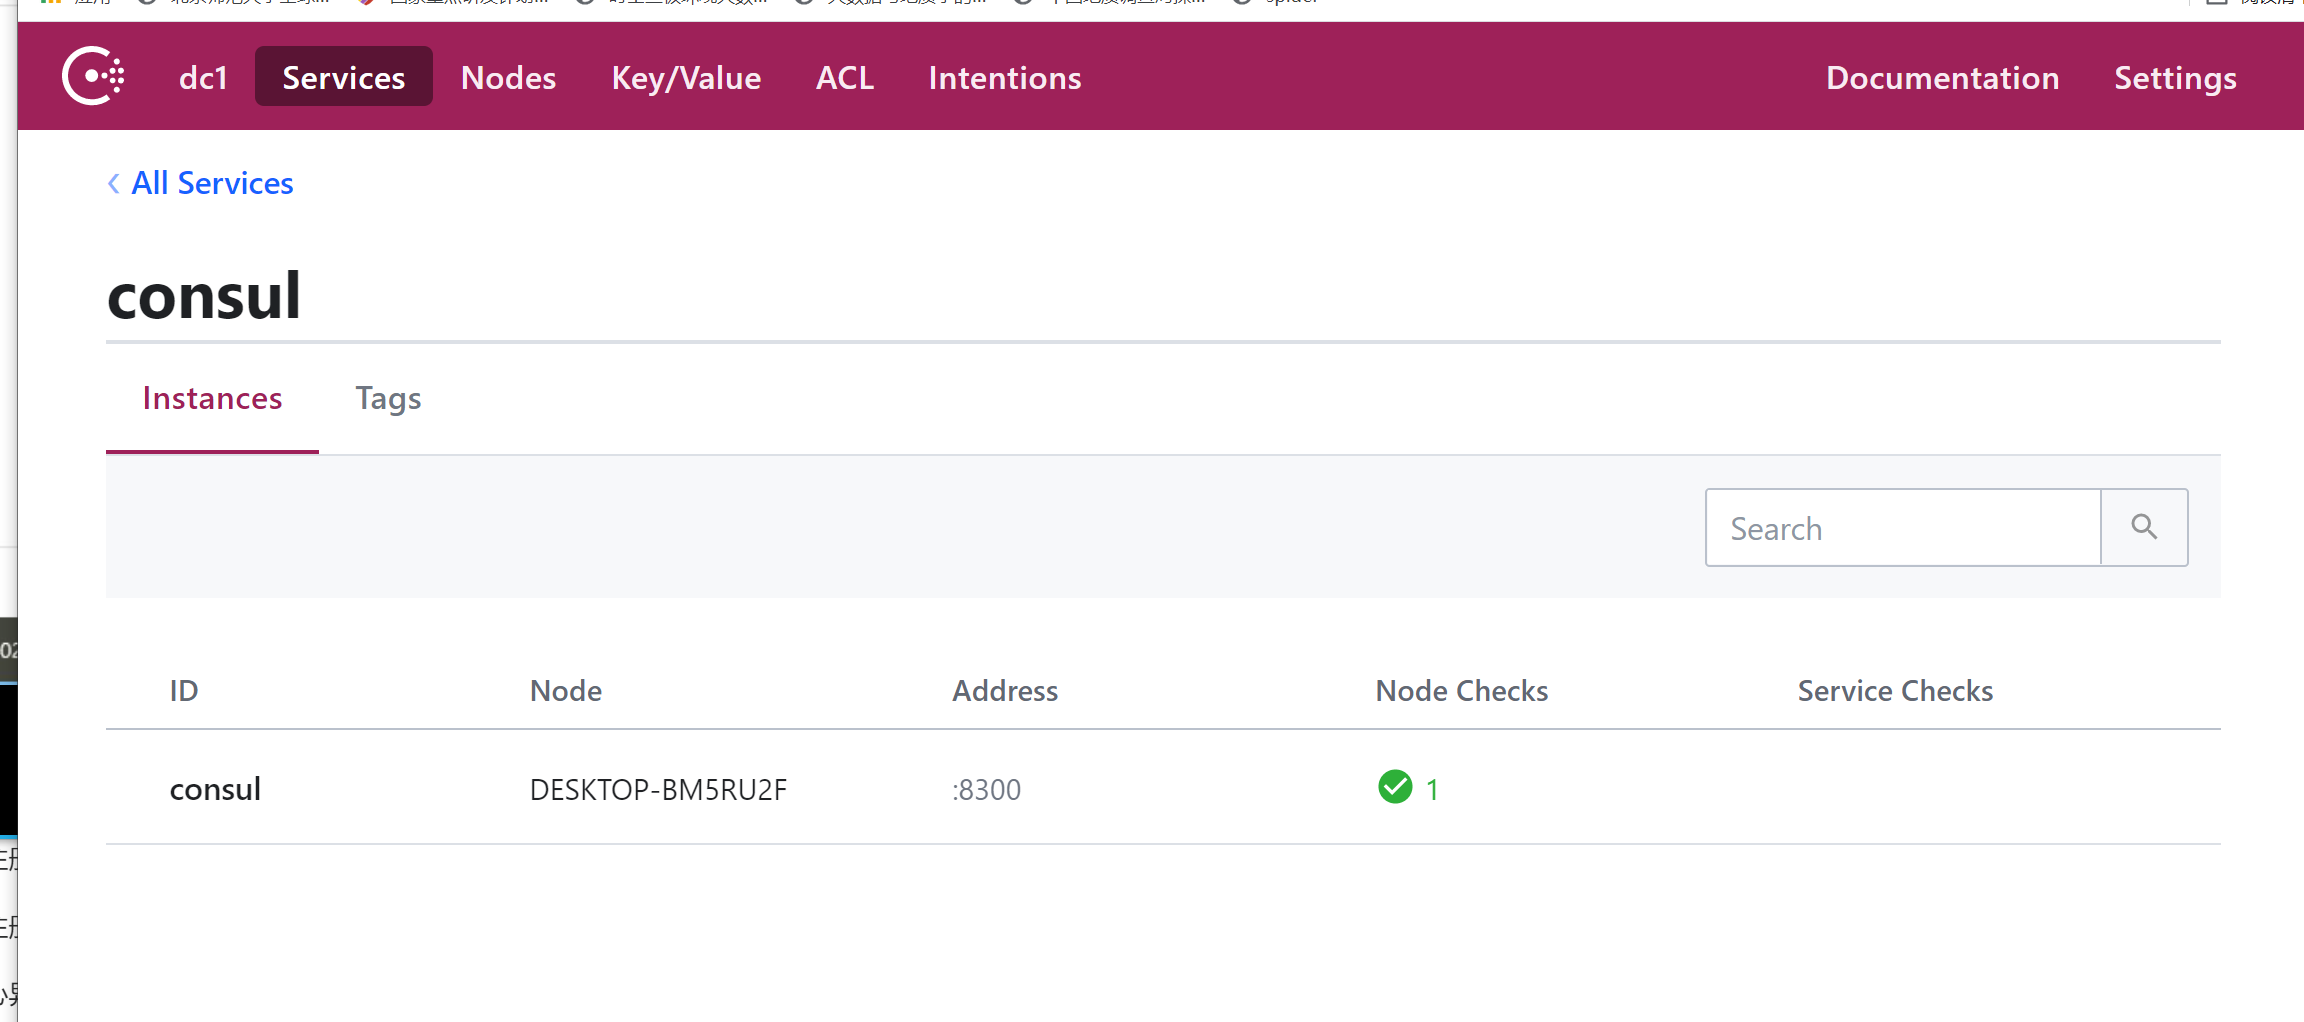 spider
dc1 Services Nodes Key/Value ACL Intentions Documentation Settings
All Services
consul
Instances Tags
Search
ID Node Address Node Checks Service Checks
consul DESKTOP-BM5RU2F :8300 1